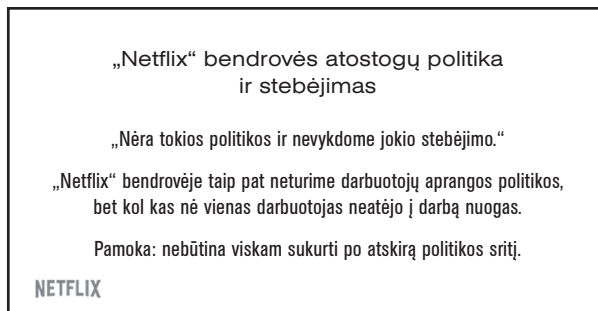 „Netflix“ bendrovės atostogų politika
ir stebėjimas
„Nėra tokios politikos ir nevykdome jokio stebėjimo.“
„Netflix“ bendrovėje taip pat neturime darbuotojų aprangos politikos,
bet kol kas nė vienas darbuotojas neatėjo į darbą nuogas.
Pamoka: nebūtina viskam sukurti po atskirą politikos sritį.
NETFLIX